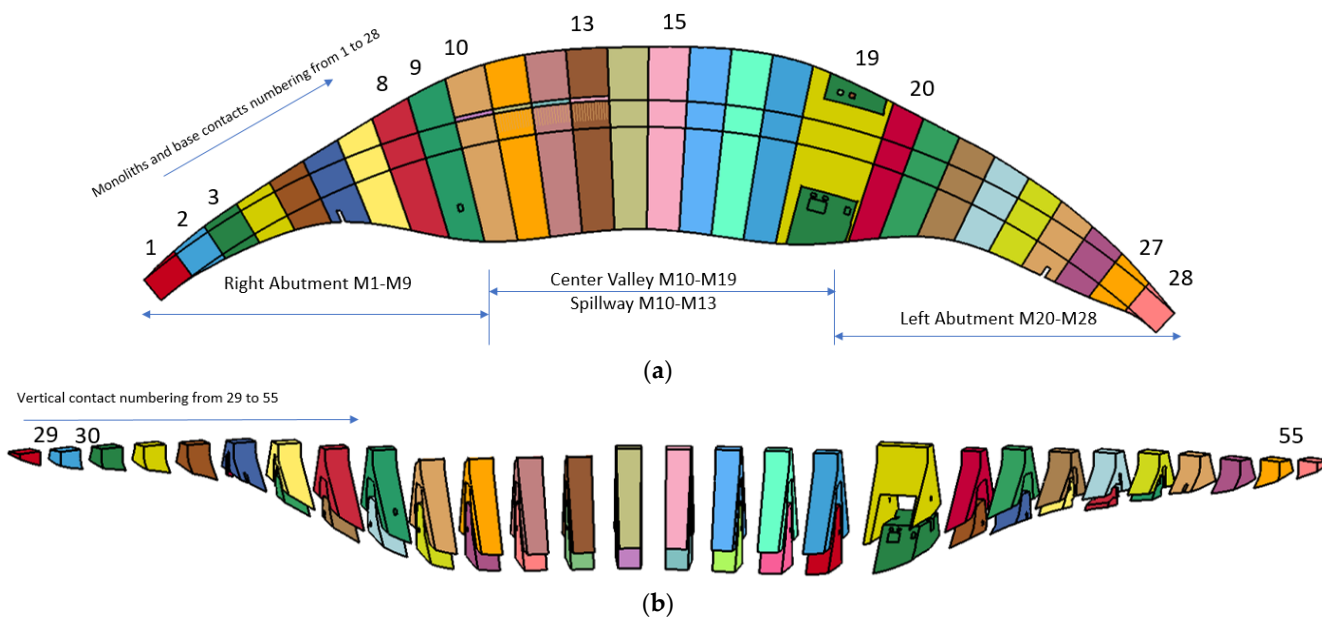 Monoliths and base contacts numbering from 1 to 28
1
2
3
8
9
10
13
15
19
20
27
28
Right Abutment M1-M9
Center Valley M10-M19
Spillway M10-M13
Left Abutment M20-M28
(a)
Vertical contact numbering from 29 to 55
29
30
55
(b)